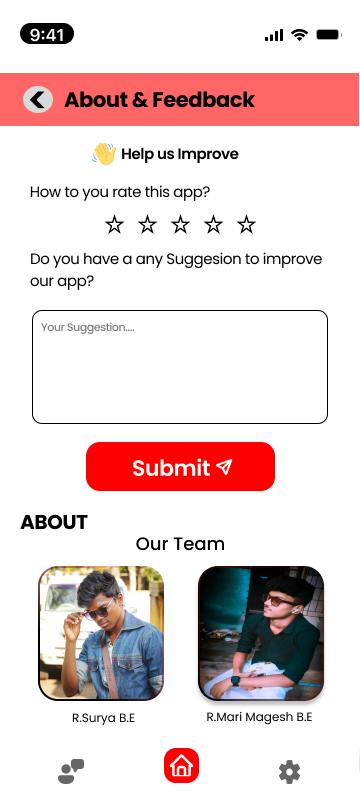 9:41
About & Feedback
Help us Improve
How to you rate this app?
Do you have a any Suggesion to improve
our app?
Your Suggestion....
Submit
ABOUT
Our Team
R.Surya B.E
R.Mari Magesh B.E